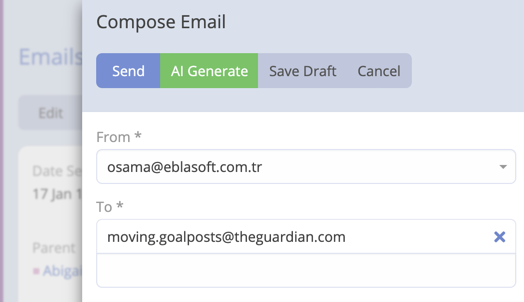 Compose Email
Emails
Send AI Generate Save Draft Cancel
Edit
From *
osama@eblasoft.com.tr
Date Se
17 Jan 1
To *
moving.goalposts@theguardian.com
Parent
Abigai